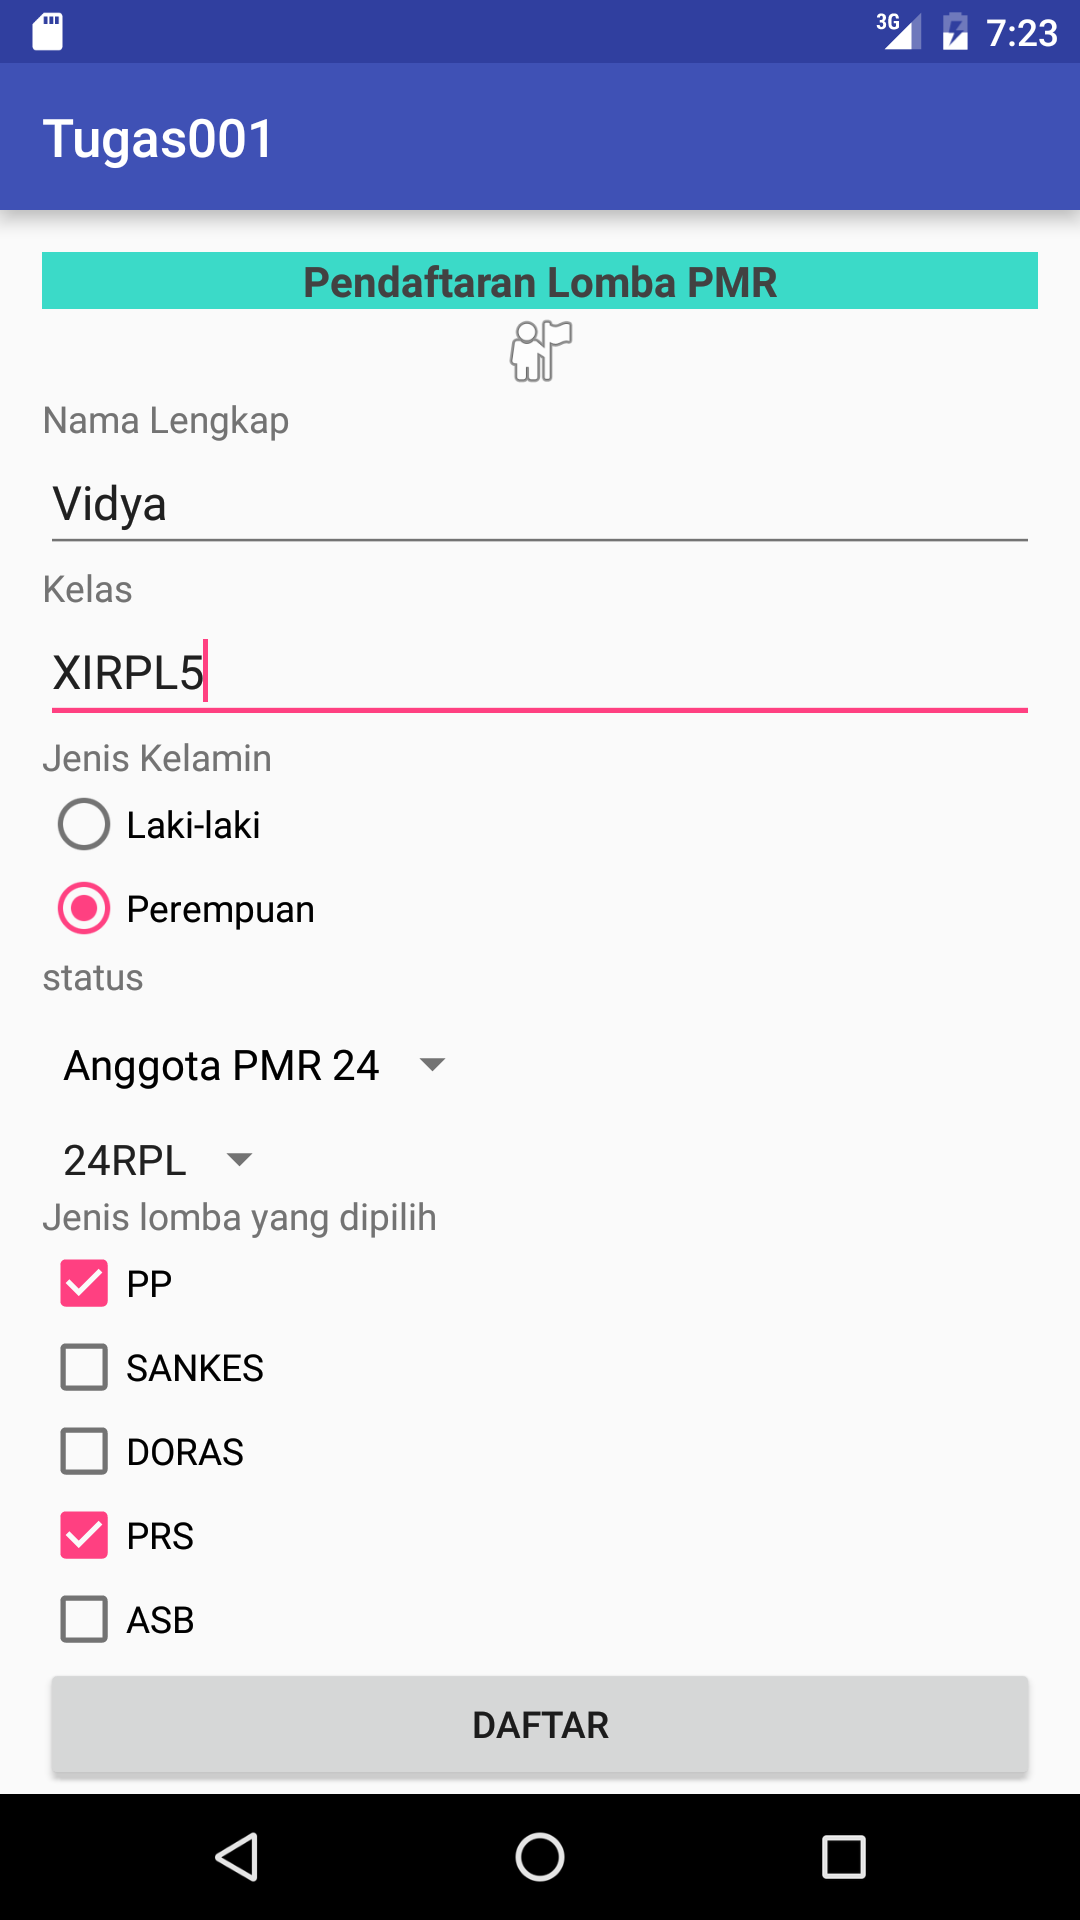 3G 7:23
Tugas001
Pendaftaran Lomba PMR
Nama Lengkap
Vidya
Kelas
XIRPL5
Jenis Kelamin
Laki-laki
Perempuan
status
Anggota PMR 24
24RPL
Jenis lomba yang dipilih
PP
SANKES
DORAS
PRS
ASB
DAFTAR